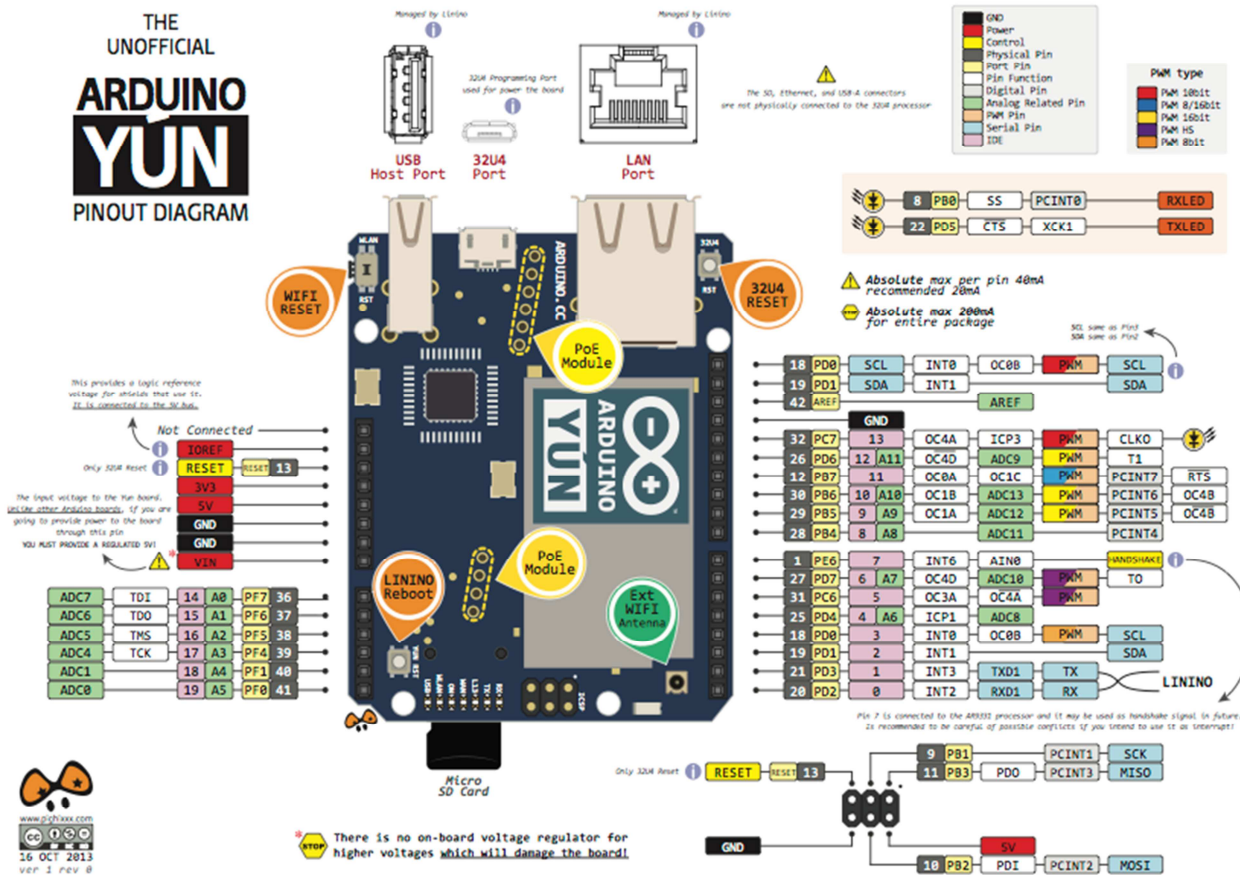 THE
UNOFFICIAL
ARDUINO
YÚN
PINOUT DIAGRAM
Managed by Linino
32U4 Programming Port
used for power the board
USB
Host Port
32U4
Port
Managed by Linino
LAN
Port
The SD, Ethernet, and USB-A connectors
are not physically connected to the 32U4 processor
GND
Power
Control
Physical Pin
Port Pin
Pin Function
Digital Pin
Analog Related Pin
PWM Pin
Serial Pin
IDE
PWM type
PWM 10bit
PWM 8/16bit
PWM 16bit
PWM HS
PWM 8bit
8 PB0 SS PCINT0 RXLED
22 PD5 CTS XCK1 TXLED
Absolute max per pin 40mA
recommended 20mA
STOP Absolute max 200mA
for entire package
SCL same as Pin3
SDA same as Pin2
WLAN
RST
WIFI
RESET
ARDUINO.CC
32U4
RST
32U4
RESET
PoE
Module
ARDUINO
YÚN
PoE
Module
LININO
Reboot
Ext
WIFI
Antenna
YUN RST
USB
WLAN
ON
WAN
L13
TX
RX
ICSP
Micro
SD Card
This provides a logic reference
voltage for shields that use it.
It is connected to the 5V bus.
Not Connected
IOREF
Only 32U4 Reset RESET RESET 13
3V3
5V
GND
GND
VIN
The input voltage to the Yun board.
Unlike other Arduino boards, if you are
going to provide power to the board
through this pin
YOU MUST PROVIDE A REGULATED 5V!
ADC7 TDI 14 A0 PF7 36
ADC6 TDO 15 A1 PF6 37
ADC5 TMS 16 A2 PF5 38
ADC4 TCK 17 A3 PF4 39
ADC1 18 A4 PF1 40
ADC0 19 A5 PF0 41
18 PD0 SCL INT0 OC0B PWM SCL
19 PD1 SDA INT1 SDA
42 AREF AREF
GND
32 PC7 13 OC4A ICP3 PWM CLKO
26 PD6 12 A11 OC4D ADC9 PWM T1
12 PB7 11 OC0A OC1C PWM PCINT7 RTS
30 PB6 10 A10 OC1B ADC13 PWM PCINT6 OC4B
29 PB5 9 A9 OC1A ADC12 PWM PCINT5 OC4B
28 PB4 8 A8 ADC11 PCINT4
1 PE6 7 INT6 AIN0 HANDSHAKE
27 PD7 6 A7 OC4D ADC10 PWM TO
31 PC6 5 OC3A OC4A PWM
25 PD4 4 A6 ICP1 ADC8
18 PD0 3 INT0 OC0B PWM SCL
19 PD1 2 INT1 SDA
21 PD3 1 INT3 TXD1 TX
20 PD2 0 INT2 RXD1 RX
LININO
Pin 7 is connected to the AR9331 processor and it may be used as handshake signal in future.
Is recommended to be careful of possible conflicts if you intend to use it as interrupt!
Only 32U4 Reset RESET RESET 13
9 PB1 PCINT1 SCK
11 PB3 PDO PCINT3 MISO
GND
5V
10 PB2 PDI PCINT2 MOSI
www.pighixxx.com
cc
16 OCT 2013
ver 1 rev 0
* STOP There is no on-board voltage regulator for
higher voltages which will damage the board!